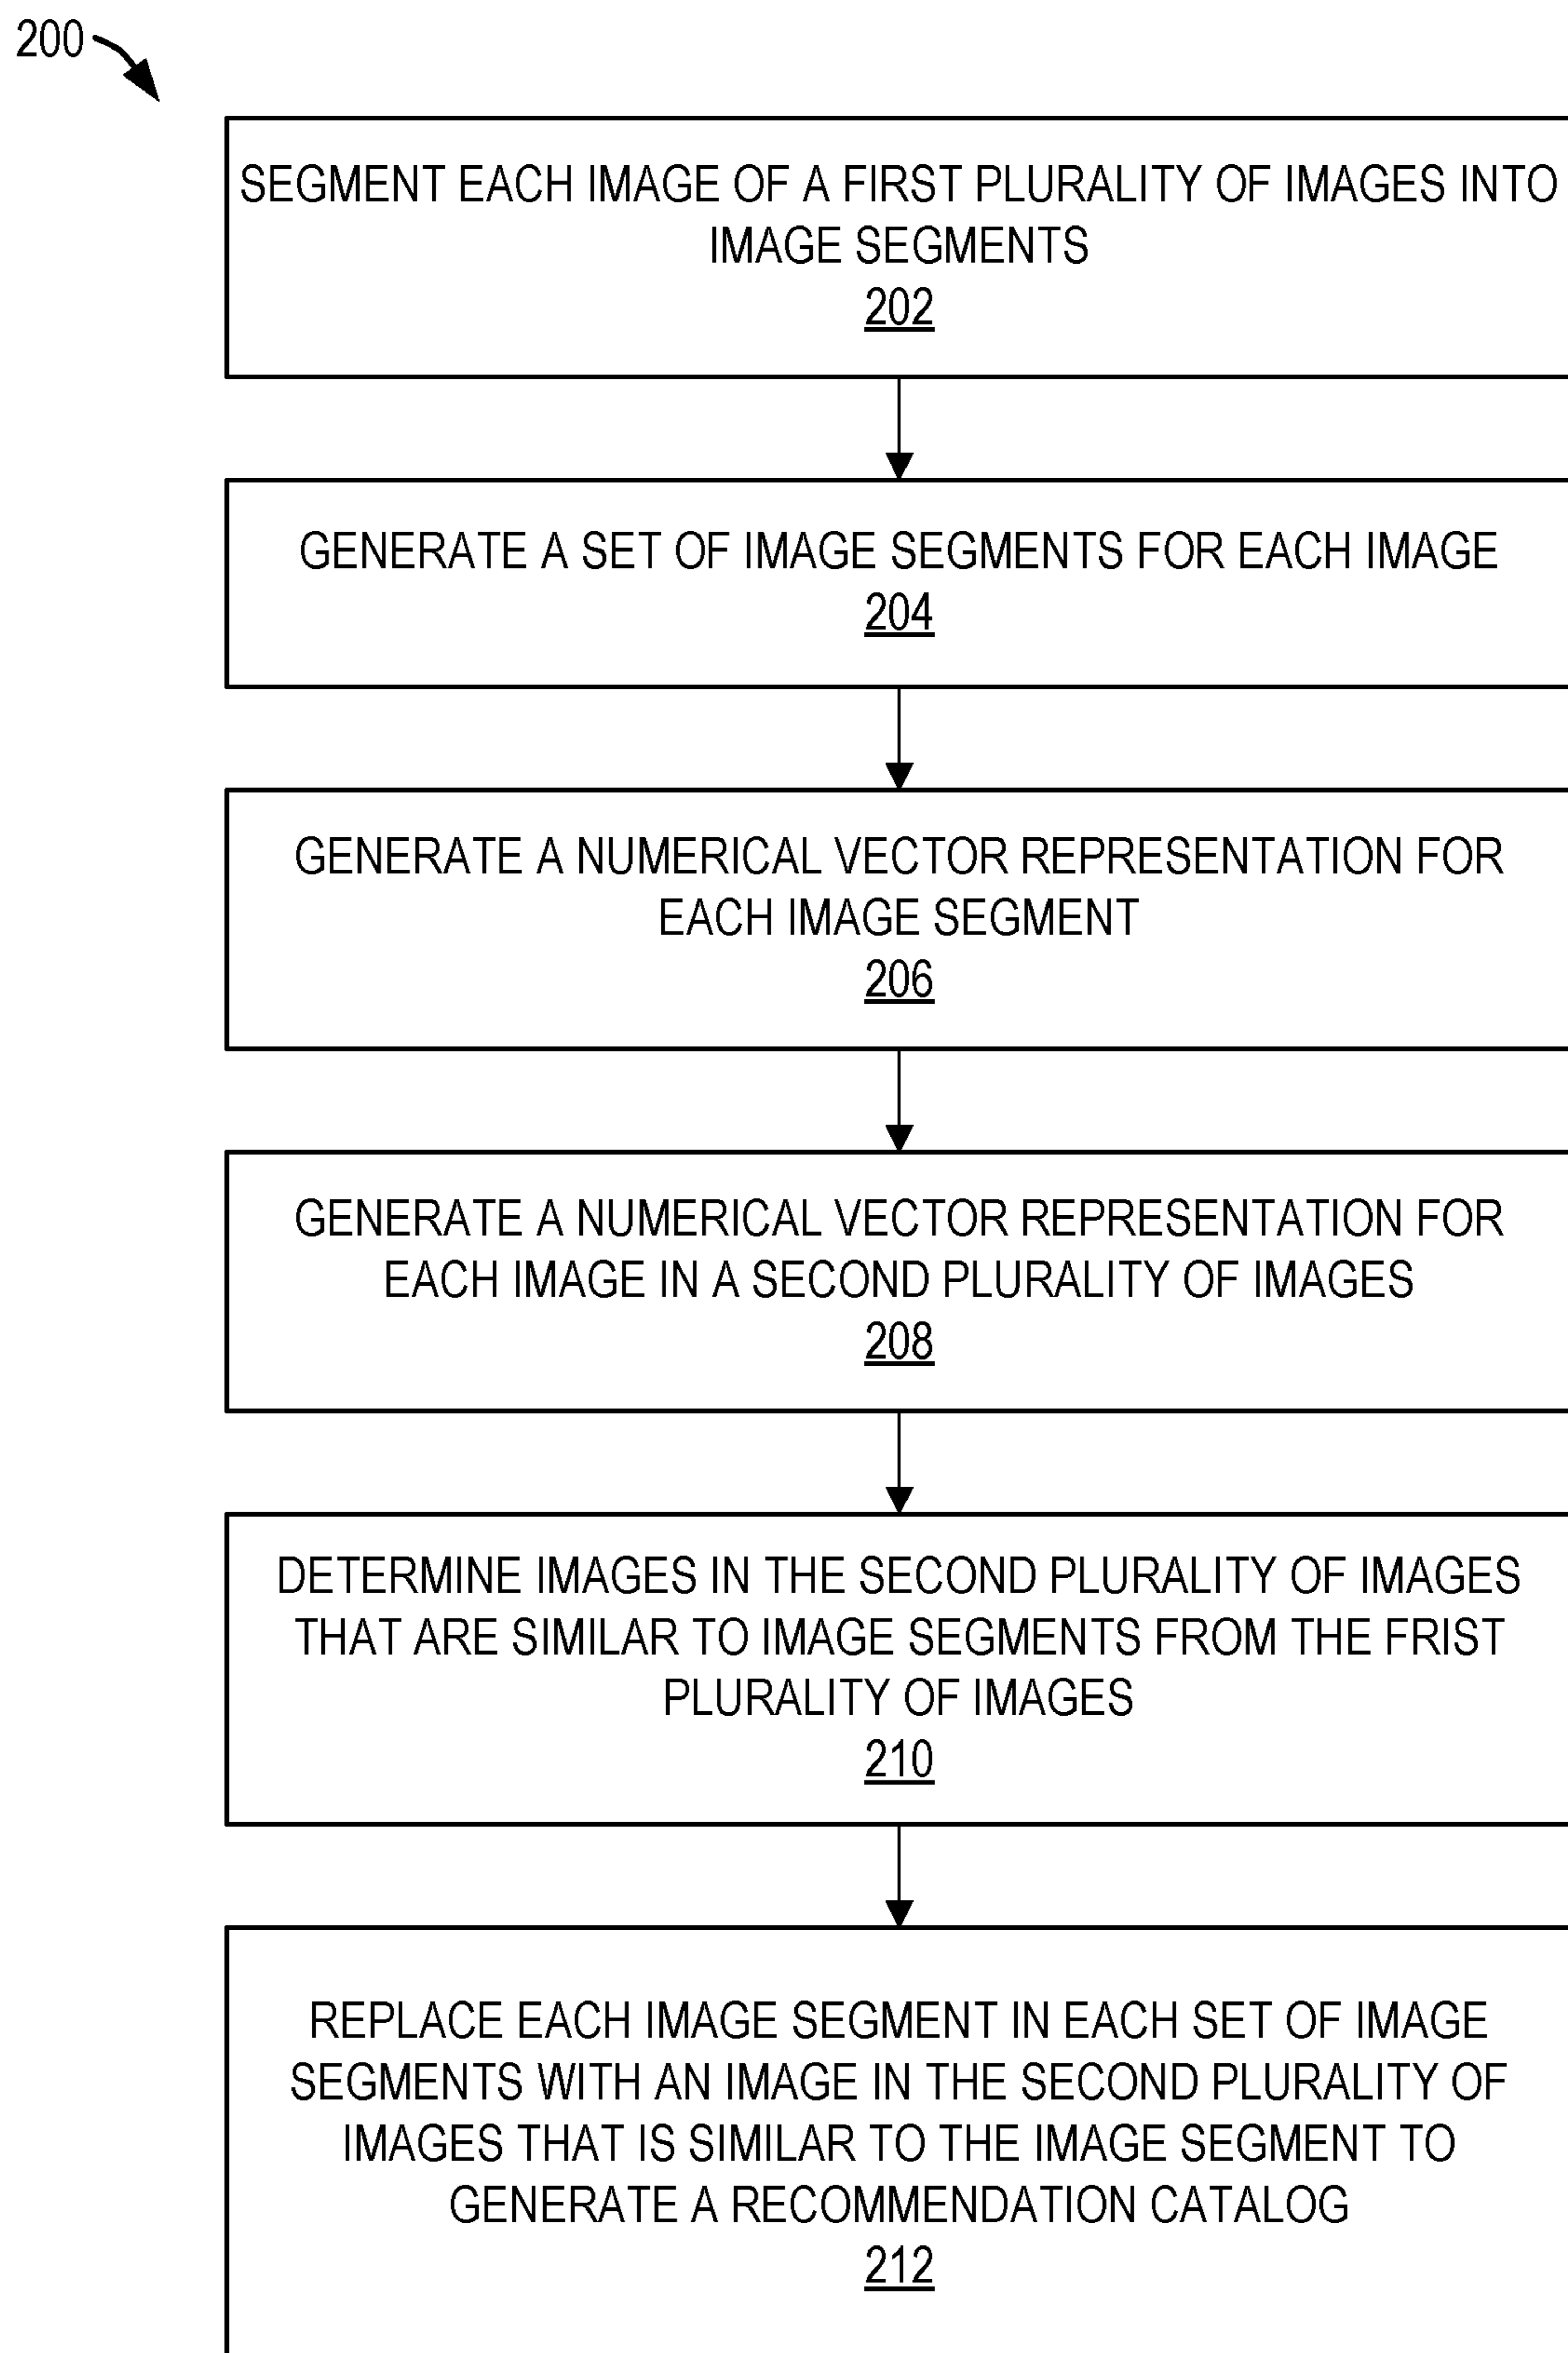 200
SEGMENT EACH IMAGE OF A FIRST PLURALITY OF IMAGES INTO
IMAGE SEGMENTS
202
GENERATE A SET OF IMAGE SEGMENTS FOR EACH IMAGE
204
GENERATE A NUMERICAL VECTOR REPRESENTATION FOR
EACH IMAGE SEGMENT
206
GENERATE A NUMERICAL VECTOR REPRESENTATION FOR
EACH IMAGE IN A SECOND PLURALITY OF IMAGES
208
DETERMINE IMAGES IN THE SECOND PLURALITY OF IMAGES
THAT ARE SIMILAR TO IMAGE SEGMENTS FROM THE FRIST
PLURALITY OF IMAGES
210
REPLACE EACH IMAGE SEGMENT IN EACH SET OF IMAGE
SEGMENTS WITH AN IMAGE IN THE SECOND PLURALITY OF
IMAGES THAT IS SIMILAR TO THE IMAGE SEGMENT TO
GENERATE A RECOMMENDATION CATALOG
212